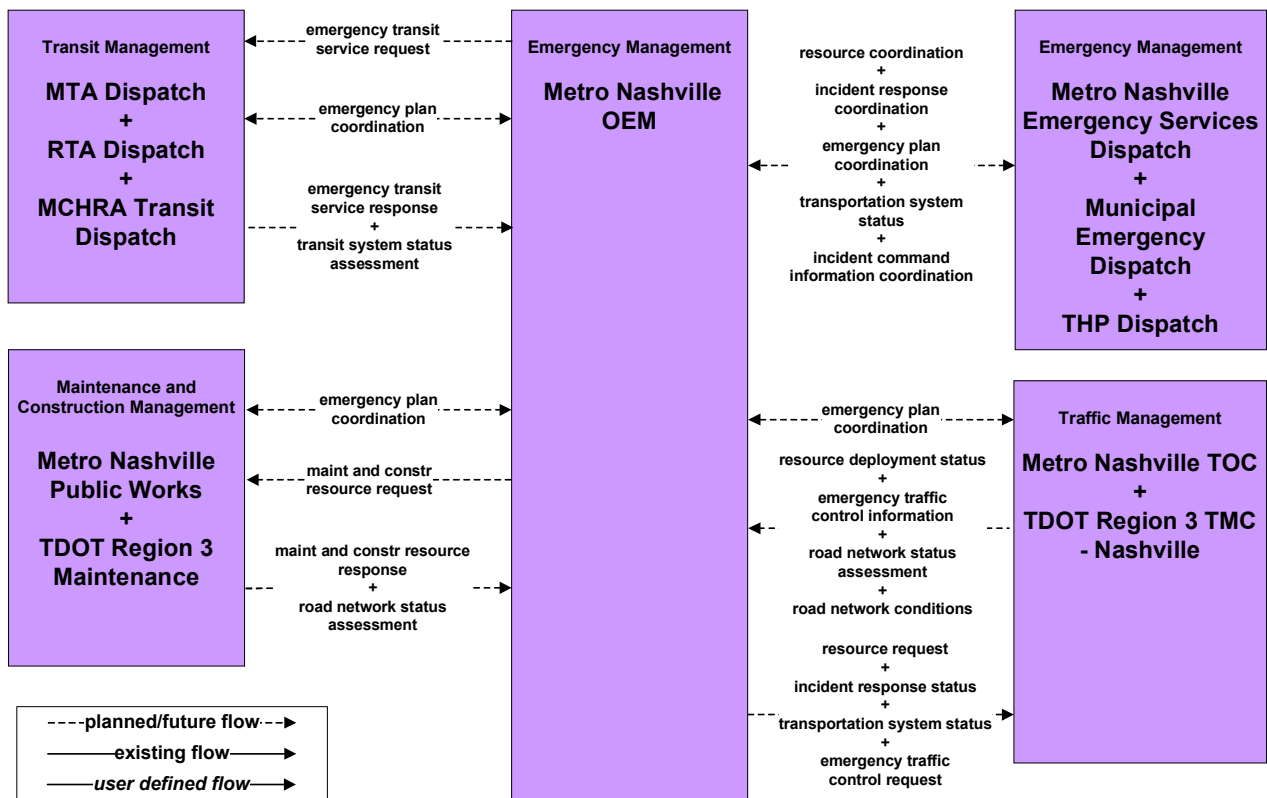 Transit Management
MTA Dispatch
+
RTA Dispatch
+
MCHRA Transit
Dispatch
emergency transit
service request
emergency plan
coordination
emergency transit
service response
+
transit system status
assessment
Emergency Management
Metro Nashville
OEM
resource coordination
+
incident response
coordination
+
emergency plan
coordination
+
transportation system
status
+
incident command
information coordination
Emergency Management
Metro Nashville
Emergency Services
Dispatch
+
Municipal
Emergency
Dispatch
+
THP Dispatch
Maintenance and
Construction Management
Metro Nashville
Public Works
+
TDOT Region 3
Maintenance
emergency plan
coordination
maint and constr
resource request
maint and constr resource
response
+
road network status
assessment
emergency plan
coordination
resource deployment status
+
emergency traffic
control information
+
road network status
assessment
+
road network conditions
resource request
+
incident response status
+
transportation system status
+
emergency traffic
control request
Traffic Management
Metro Nashville TOC
+
TDOT Region 3 TMC
- Nashville
planned/future flow
existing flow
user defined flow